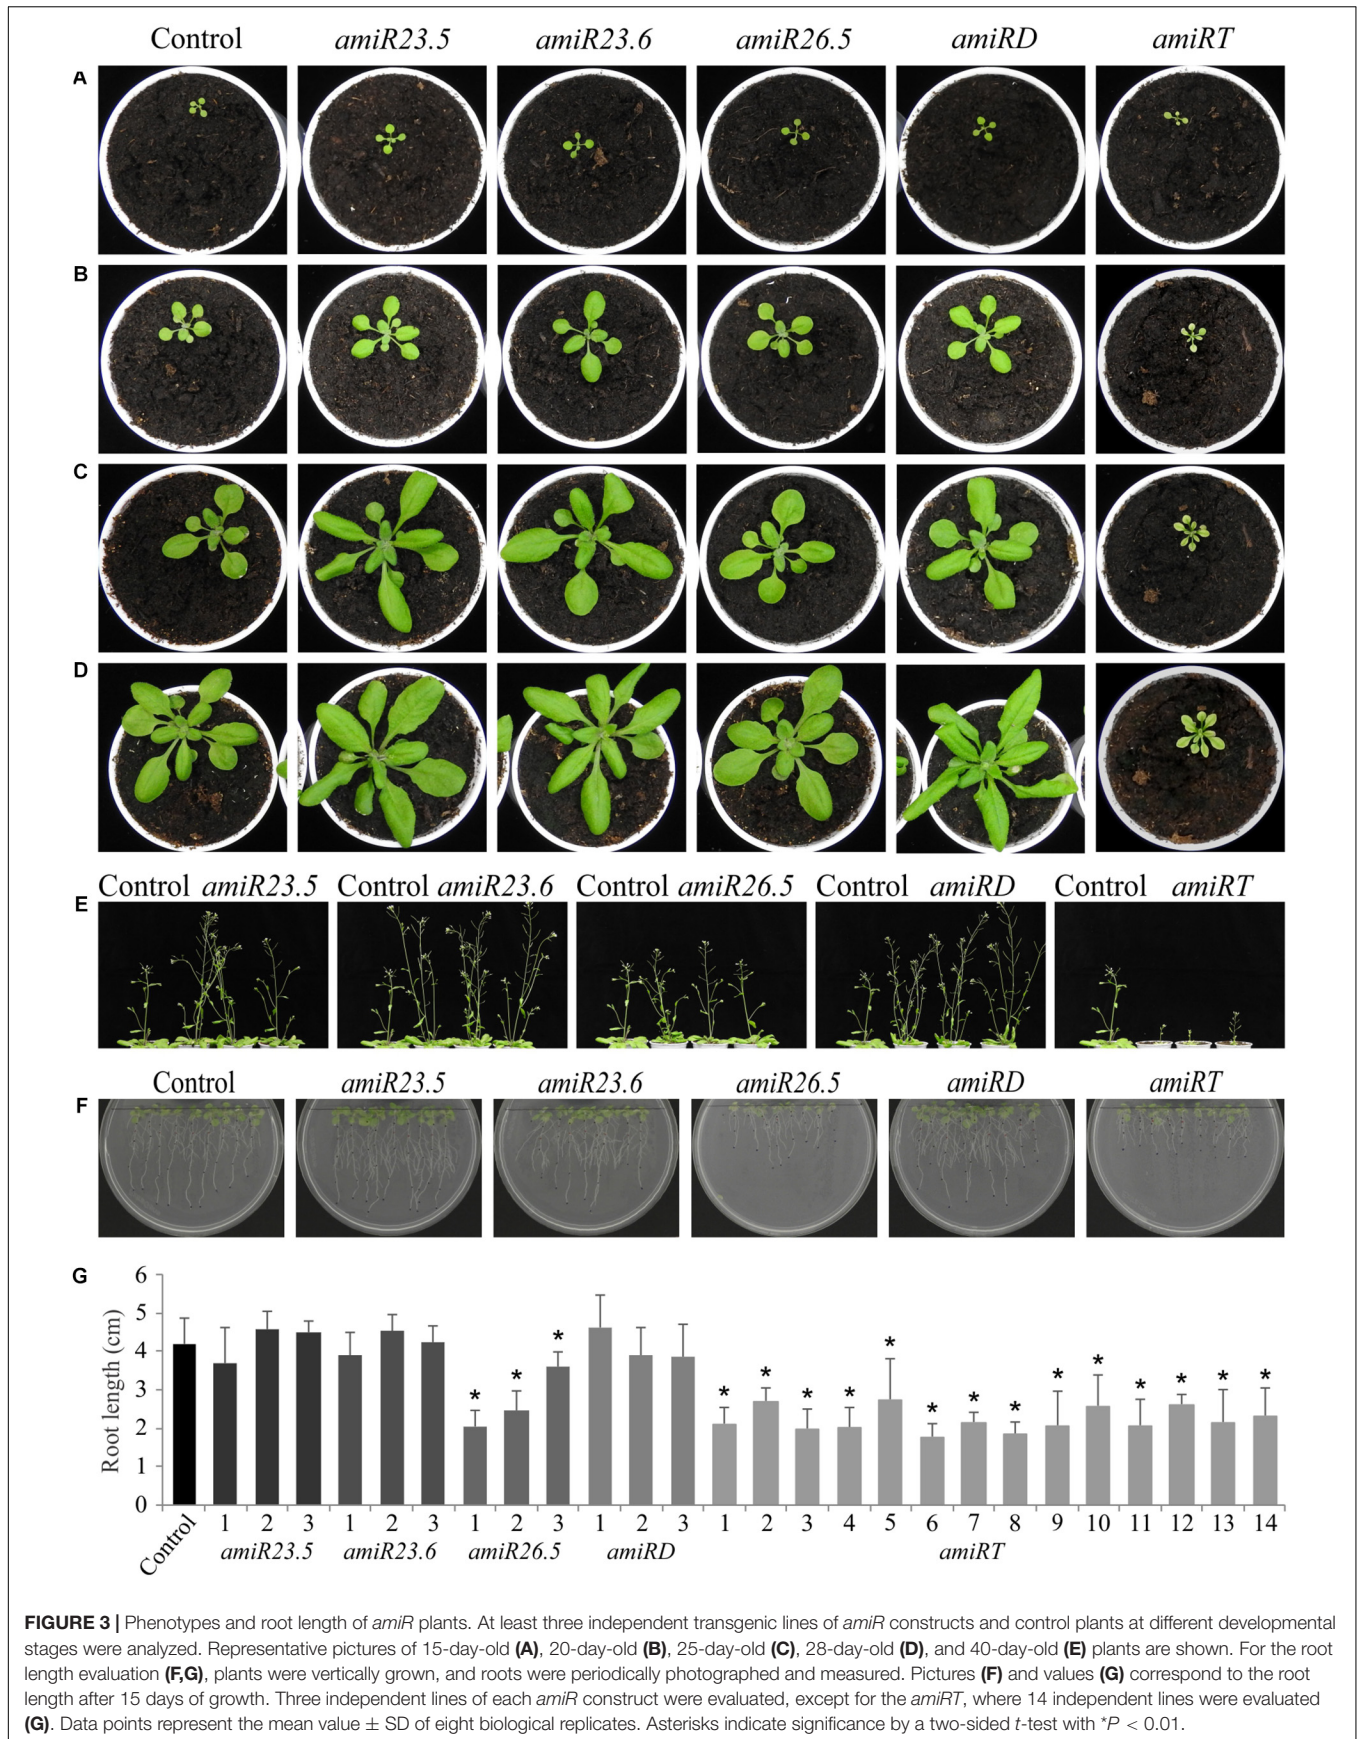 Control amiR23.5 amiR23.6 amiR26.5 amiRD amiRT
A
B
C
D
Control amiR23.5 Control amiR23.6 Control amiR26.5 Control amiRD Control amiRT
E
Control amiR23.5 amiR23.6 amiR26.5 amiRD amiRT
F
G
Root length (cm)
6
5
4
3
2
1
0
* * * * * * * * * * * * * * * * *
Control 1 2 3 1 2 3 1 2 3 1 2 3 1 2 3 4 5 6 7 8 9 10 11 12 13 14
amiR23.5 amiR23.6 amiR26.5 amiRD amiRT
FIGURE 3 | Phenotypes and root length of amiR plants. At least three independent transgenic lines of amiR constructs and control plants at different developmental
stages were analyzed. Representative pictures of 15-day-old (A), 20-day-old (B), 25-day-old (C), 28-day-old (D), and 40-day-old (E) plants are shown. For the root
length evaluation (F,G), plants were vertically grown, and roots were periodically photographed and measured. Pictures (F) and values (G) correspond to the root
length after 15 days of growth. Three independent lines of each amiR construct were evaluated, except for the amiRT, where 14 independent lines were evaluated
(G). Data points represent the mean value ± SD of eight biological replicates. Asterisks indicate significance by a two-sided t-test with *P < 0.01.